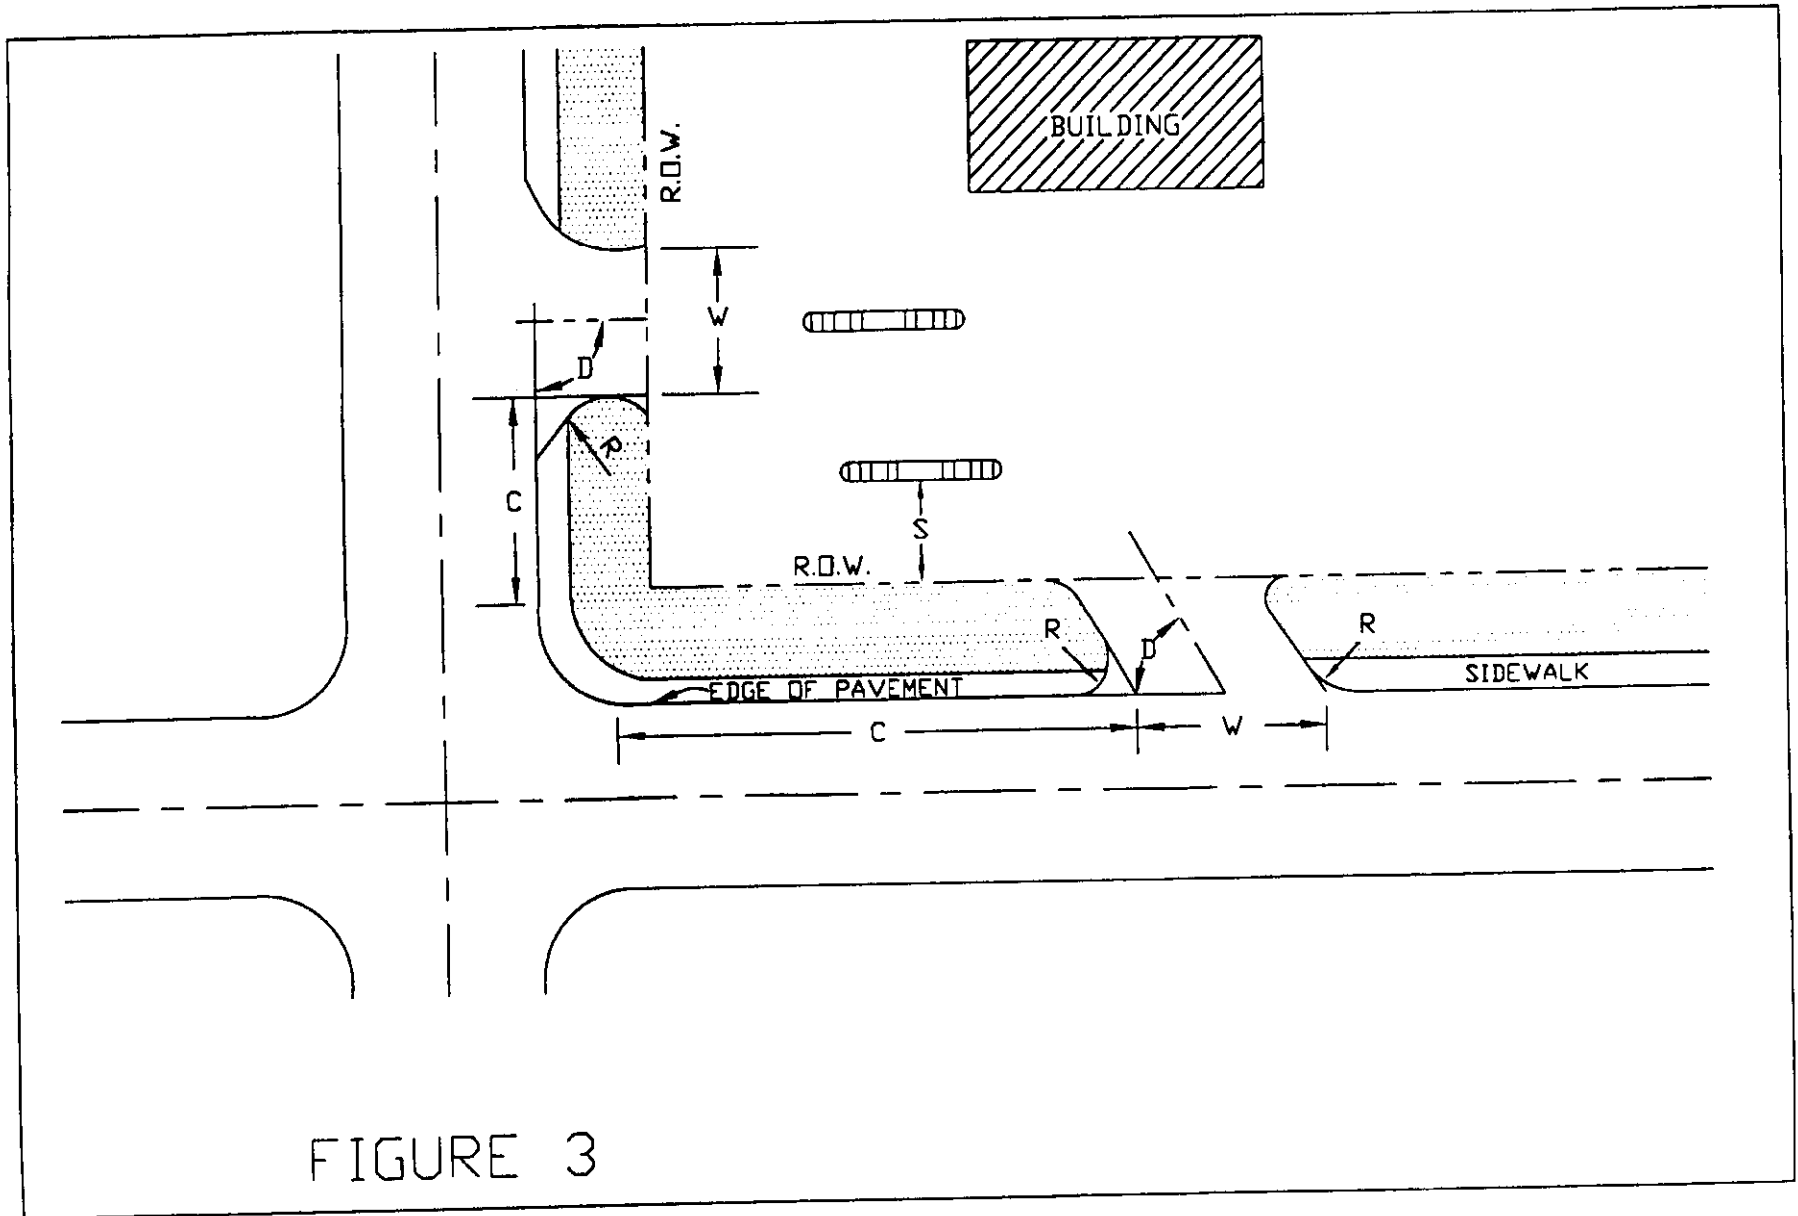 BUILDING
R.O.W.
W
D
R
C
S
R.O.W.
R
D
R
SIDEWALK
EDGE OF PAVEMENT
C
W
FIGURE 3